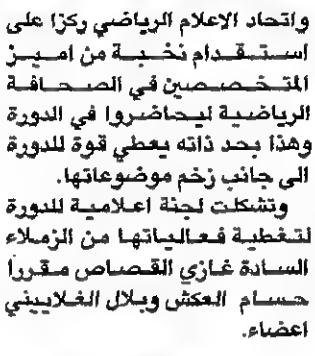 واتحاد الإعلام الرياضي ركزا على
استقدام نخبة من اميز
المتخصصين في الصحافة
الرياضية ليحاضروا في الدورة
وهذا بحد ذاته يعطي قوة للدورة
الى جانب زخم موضوعاتها.
وتشكلت لجنة اعلامية للدورة
لتغطية فعالياتها من الزملاء
السادة غازي القصاص مقررا
حسام العكش وبلال الغلاييني
اعضاء.